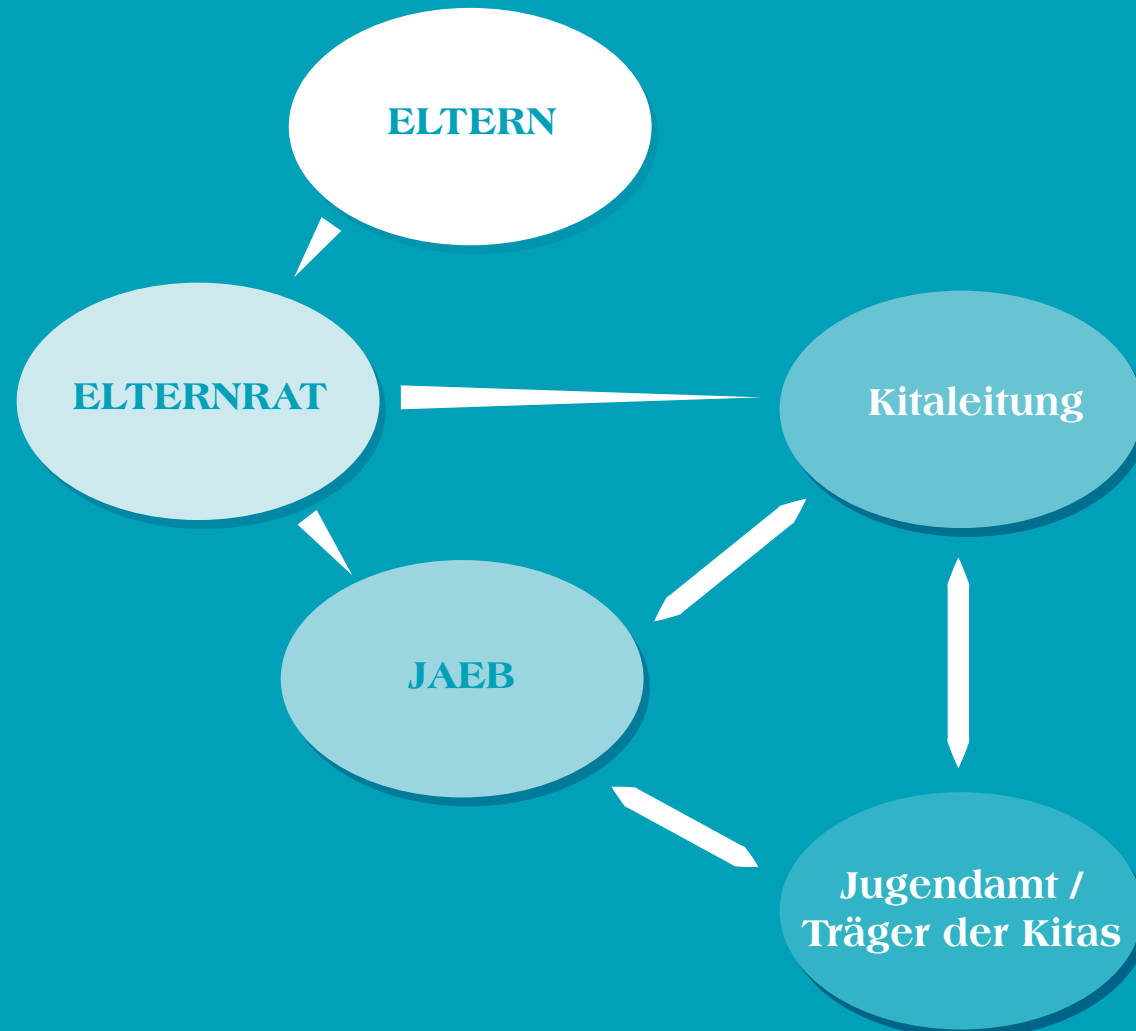 ELTERN
ELTERNRAT
Kitaleitung
JAEB
Jugendamt /
Träger der Kitas